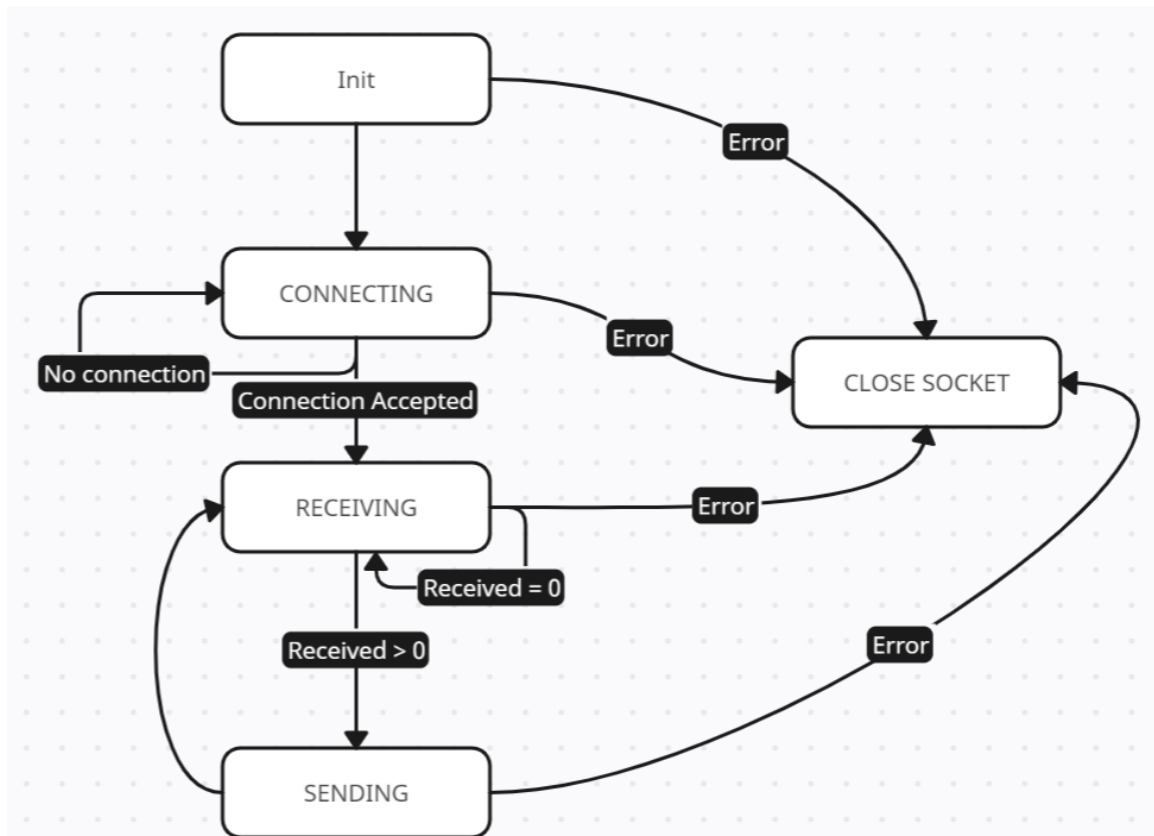 Init
Error
CONNECTING
Error
No connection
CLOSE SOCKET
Connection Accepted
RECEIVING
Error
Received = 0
Received > 0
Error
SENDING